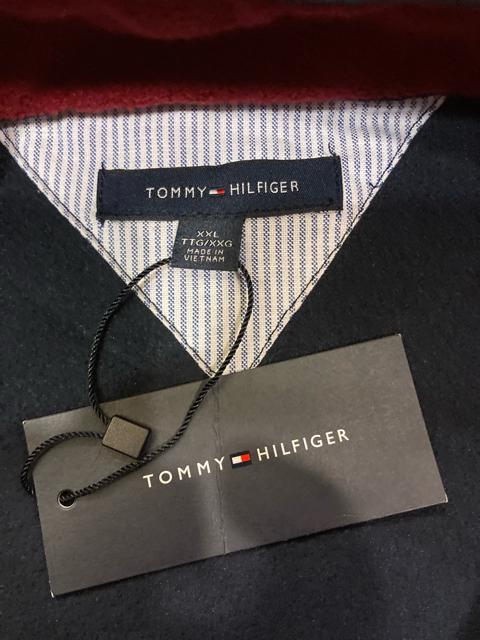 TOMMY HILFIGER
XXL
TTG/XXG
MADE IN
VIETNAM
TOMMY HILFIGER